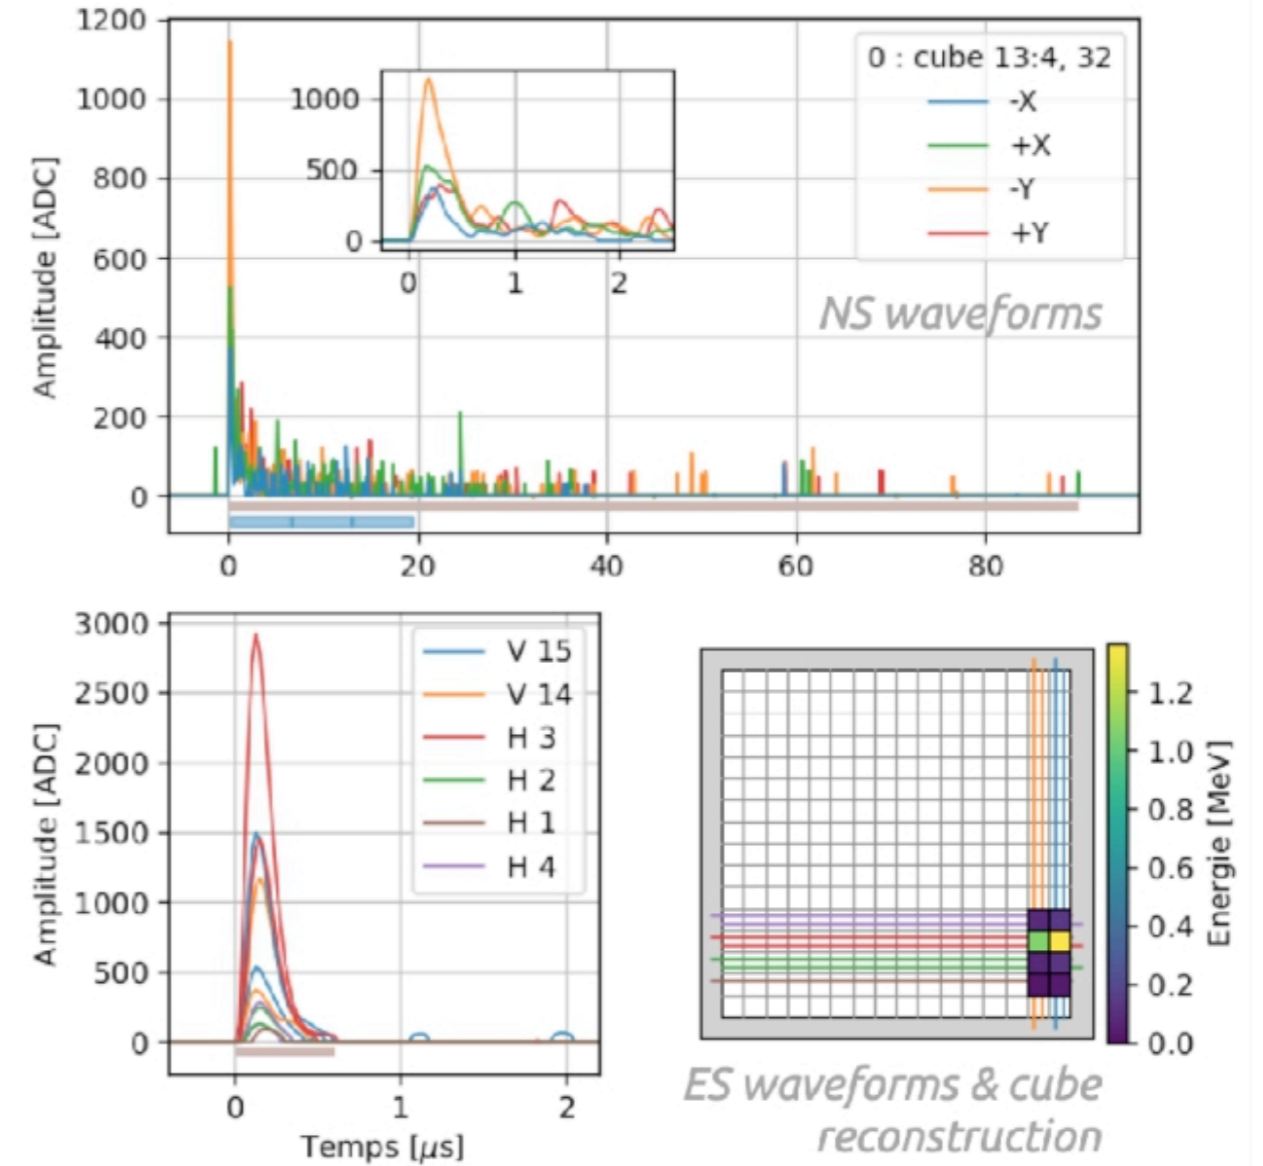 1200
1000
800
600
400
200
0
Amplitude [ADC]
1000
500
0
0 1 2
0 : cube 13:4, 32
-X
+X
-Y
+Y
NS waveforms
0 20 40 60 80
3000
2500
2000
1500
1000
500
0
Amplitude [ADC]
V 15
V 14
H 3
H 2
H 1
H 4
0 1 2
Temps [μs]
1.2
1.0
0.8
0.6
0.4
0.2
0.0
Energie [MeV]
ES waveforms & cube
reconstruction